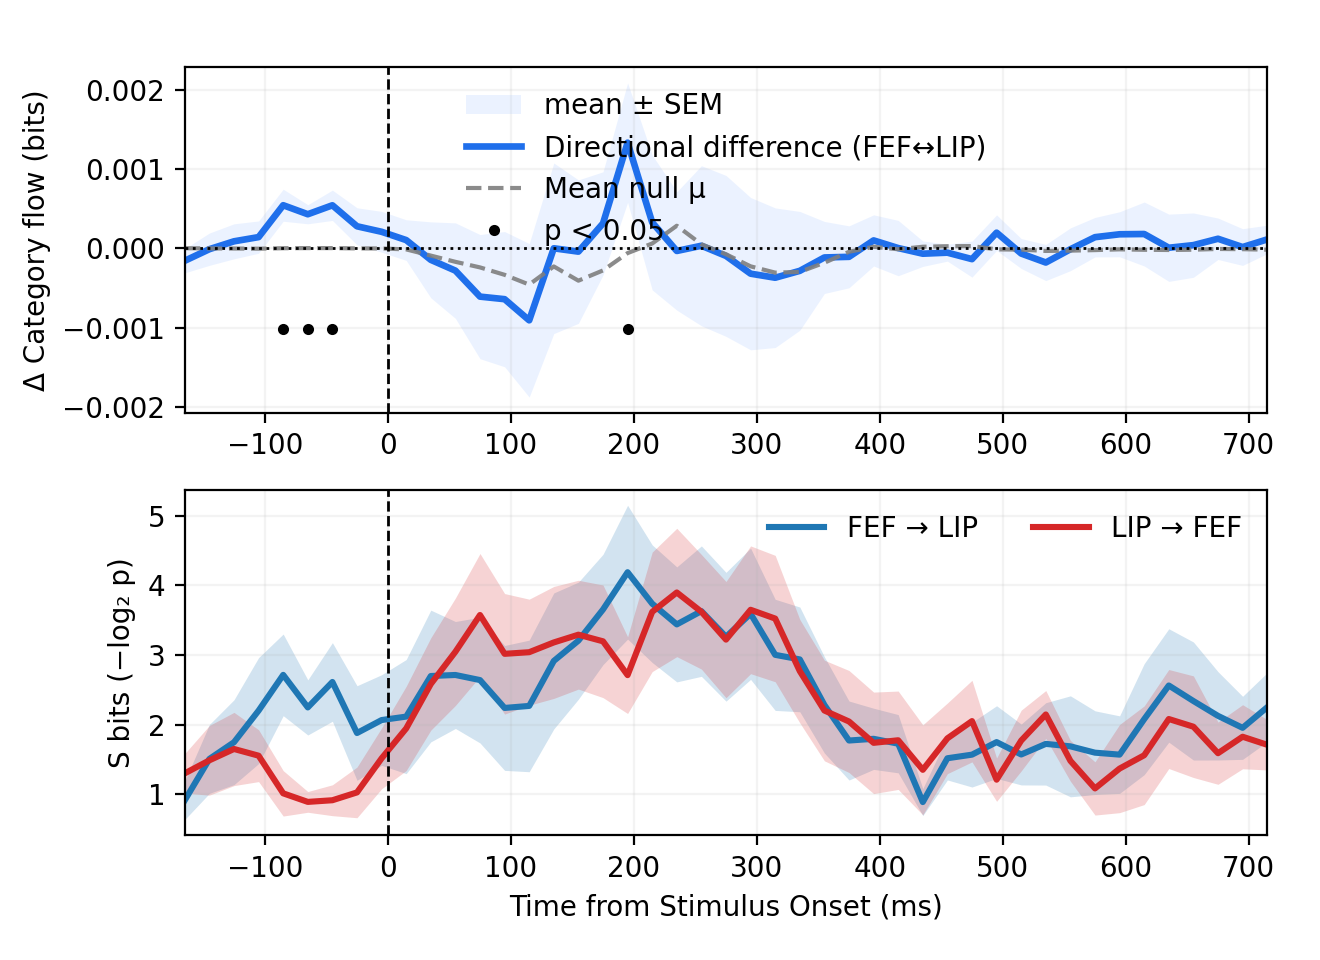 0.002
0.001
0.000
−0.001
−0.002
Δ Category flow (bits)
mean ± SEM
Directional difference (FEF↔LIP)
Mean null μ
p < 0.05
−100 0 100 200 300 400 500 600 700
5
4
3
2
1
S bits (−log₂ p)
FEF → LIP LIP → FEF
−100 0 100 200 300 400 500 600 700
Time from Stimulus Onset (ms)